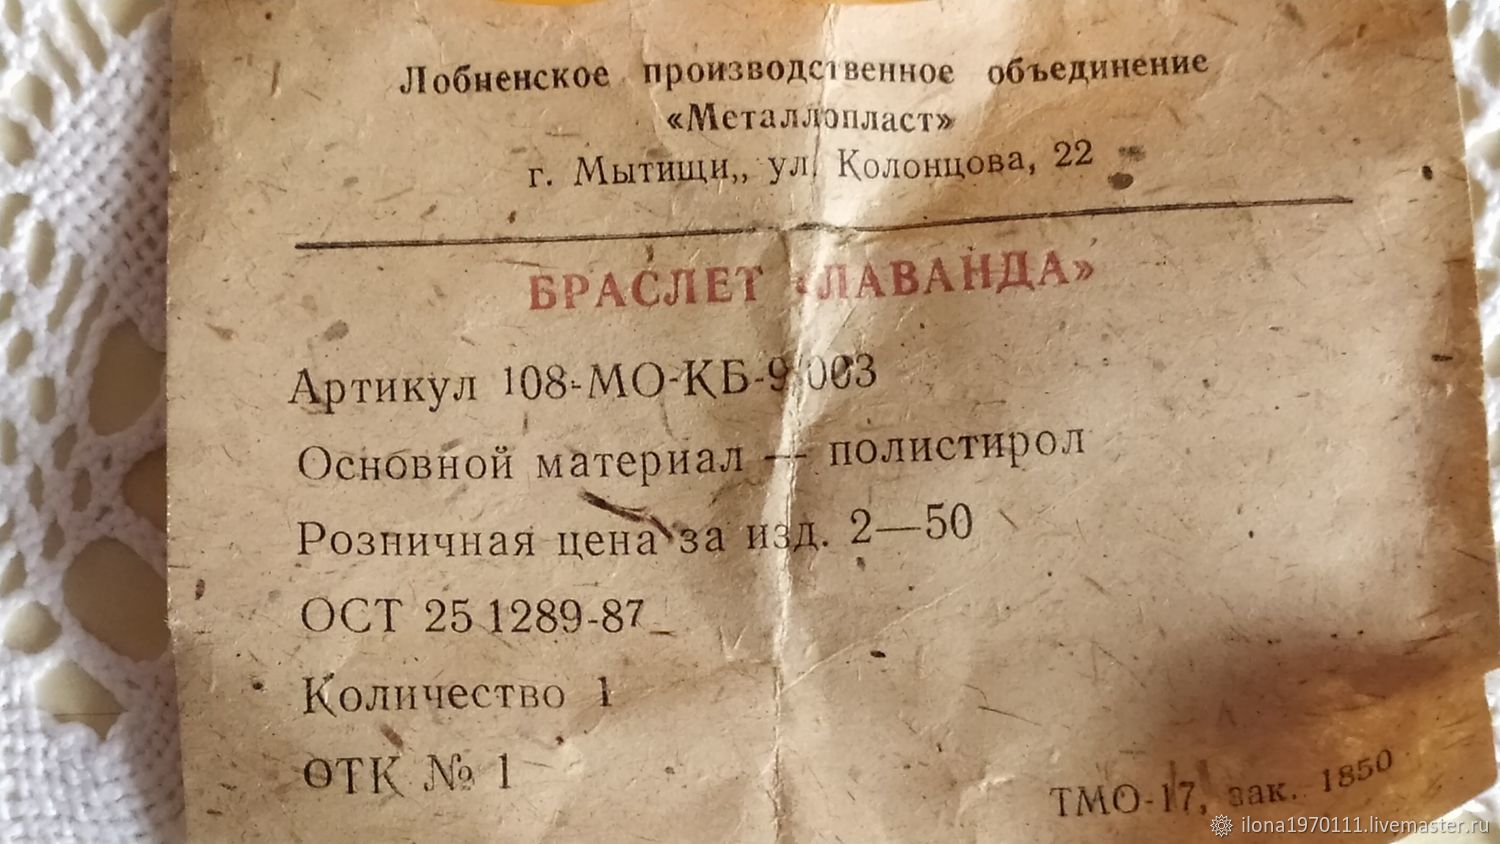 Лобненское производственное объединение
«Металлопласт»
г. Мытищи,, ул. Колонцова, 22
БРАСЛЕТ «ЛАВАНДА»
Артикул 108-МО-КБ-9 003
Основной материал — полистирол
Розничная цена за изд. 2—50
ОСТ 25 1289-87
Количество 1
ОТК № 1
ТМО-17, зак. 1850
ilona1970111.livemaster.ru